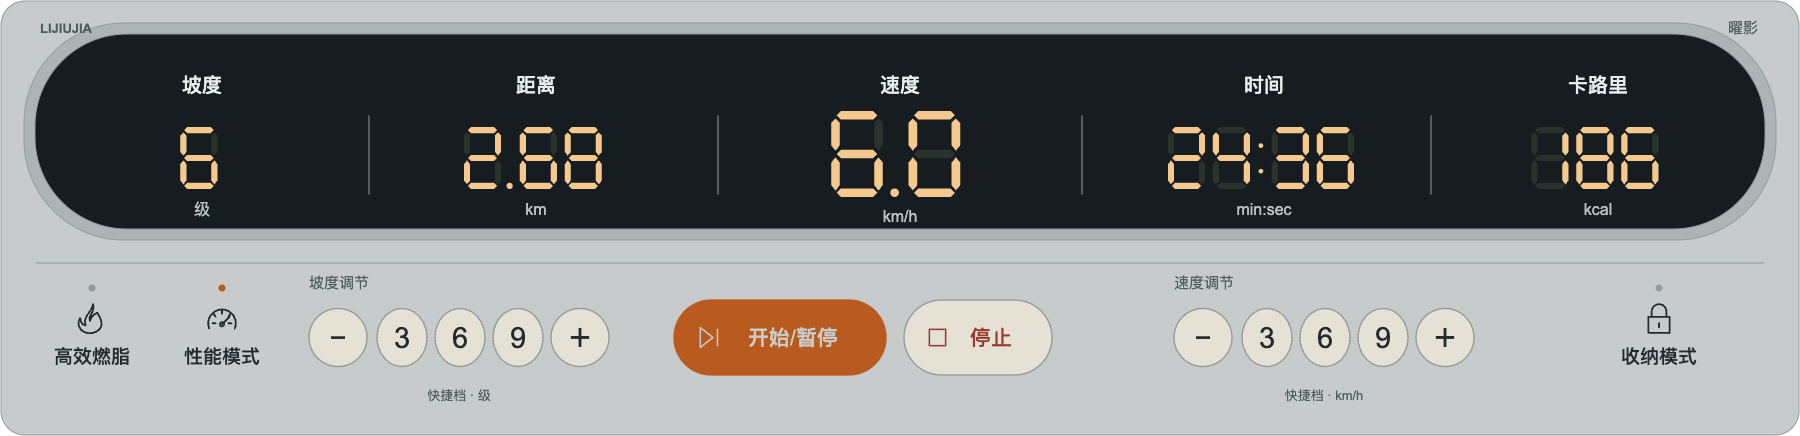 LIJIUJIA
曜影
坡度
距离
速度
时间
卡路里
6
2.68
6.0
24:36
186
级
km
km/h
min:sec
kcal
坡度调节
速度调节
− 3 6 9 +
开始/暂停
停止
− 3 6 9 +
高效燃脂
性能模式
收纳模式
快捷档 · 级
快捷档 · km/h